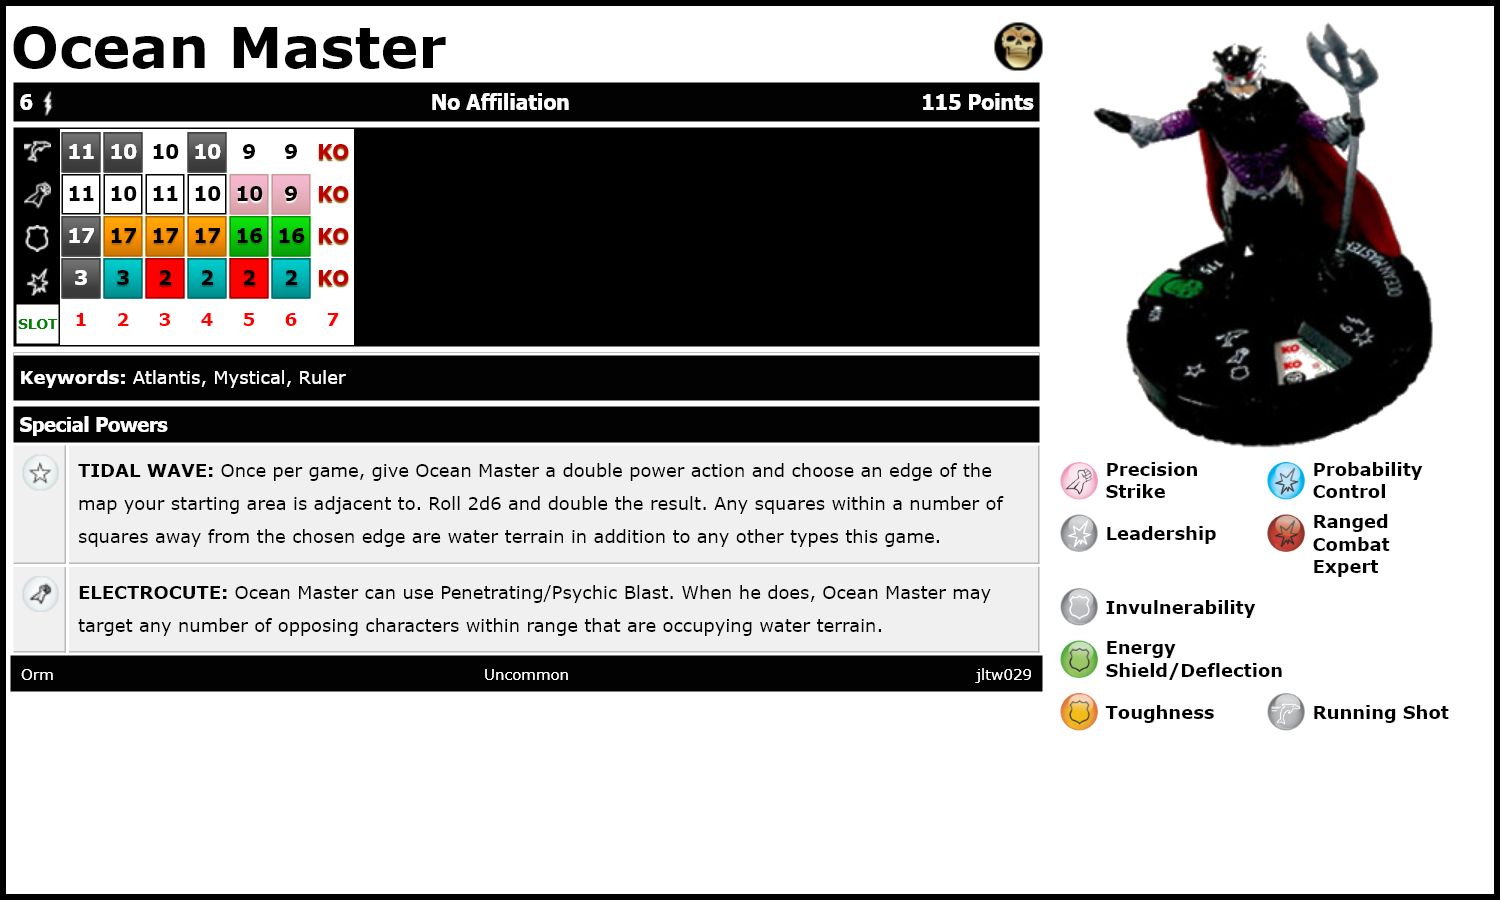 Ocean Master
6 No Affiliation 115 Points
11 10 10 10 9 9 KO
11 10 11 10 10 9 KO
17 17 17 17 16 16 KO
3 3 2 2 2 2 KO
SLOT 1 2 3 4 5 6 7
Keywords: Atlantis, Mystical, Ruler
Special Powers
TIDAL WAVE: Once per game, give Ocean Master a double power action and choose an edge of the
map your starting area is adjacent to. Roll 2d6 and double the result. Any squares within a number of
squares away from the chosen edge are water terrain in addition to any other types this game.
ELECTROCUTE: Ocean Master can use Penetrating/Psychic Blast. When he does, Ocean Master may
target any number of opposing characters within range that are occupying water terrain.
Orm Uncommon jltw029
OCEAN MASTER
115
KO
KO
Precision
Strike
Probability
Control
Leadership
Ranged
Combat
Expert
Invulnerability
Energy
Shield/Deflection
Toughness
Running Shot